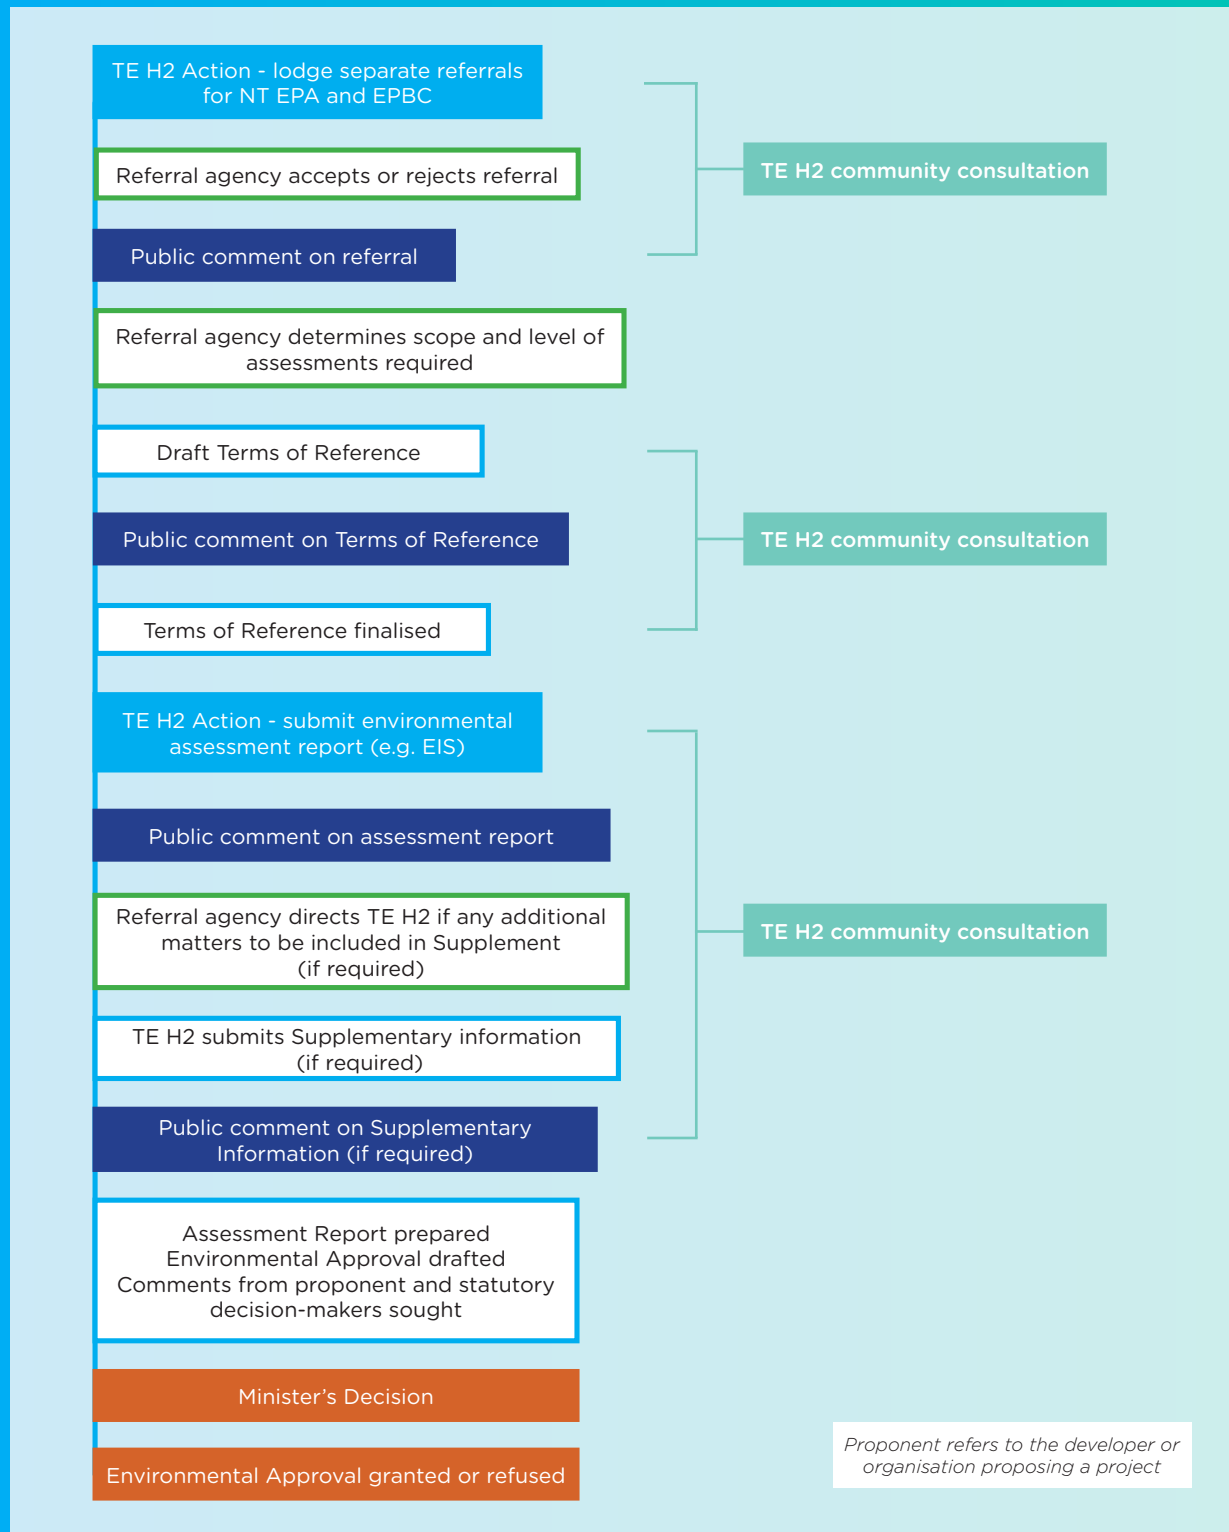 TE H2 Action - lodge separate referrals
for NT EPA and EPBC
Referral agency accepts or rejects referral
TE H2 community consultation
Public comment on referral
Referral agency determines scope and level of
assessments required
Draft Terms of Reference
Public comment on Terms of Reference
TE H2 community consultation
Terms of Reference finalised
TE H2 Action - submit environmental
assessment report (e.g. EIS)
Public comment on assessment report
Referral agency directs TE H2 if any additional
matters to be included in Supplement
(if required)
TE H2 community consultation
TE H2 submits Supplementary information
(if required)
Public comment on Supplementary
Information (if required)
Assessment Report prepared
Environmental Approval drafted
Comments from proponent and statutory
decision-makers sought
Minister’s Decision
Environmental Approval granted or refused
Proponent refers to the developer or
organisation proposing a project